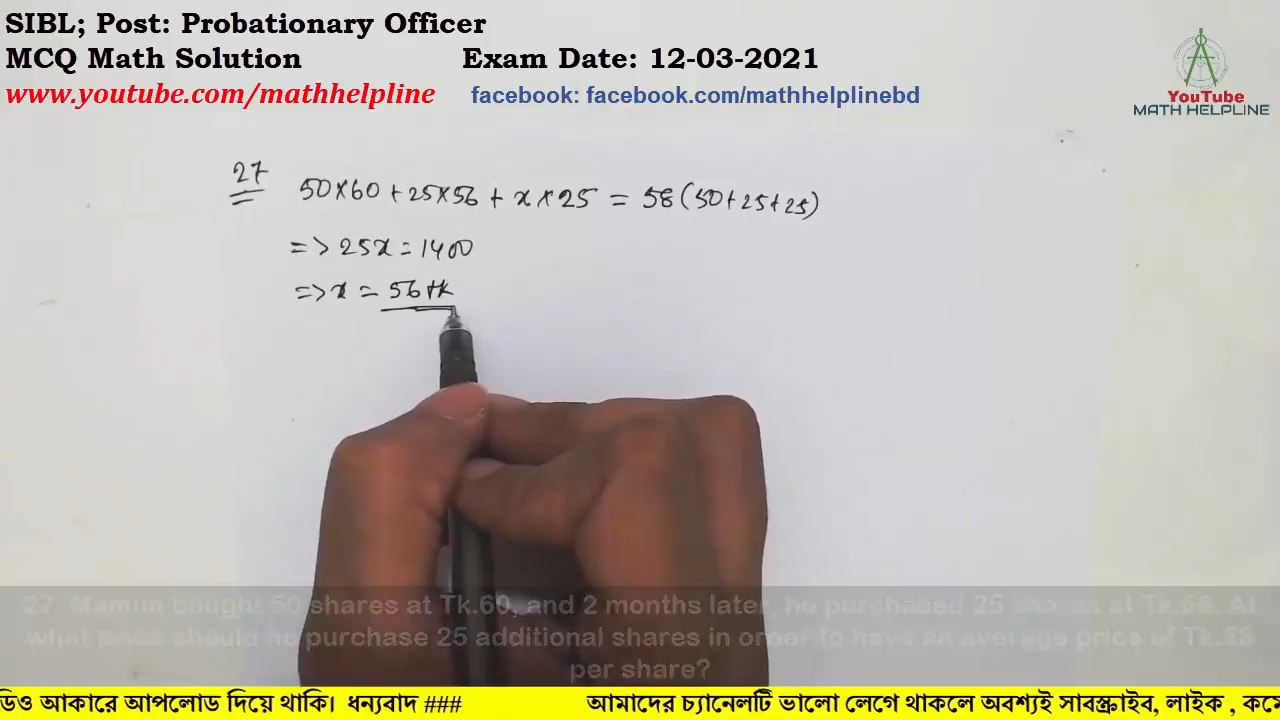 SIBL; Post: Probationary Officer
MCQ Math Solution Exam Date: 12-03-2021
www.youtube.com/mathhelpline facebook: facebook.com/mathhelplinebd
YouTube
MATH HELPLINE
27 50×60 + 25×56 + x×25 = 58(50+25+25)
=> 25x = 1400
=> x = 56 tk
27. Mamun bought 50 shares at Tk.60, and 2 months later, he purchased 25 shares at Tk.56. At
what price should he purchase 25 additional shares in order to have an average price of Tk.58
per share?
ডিও আকারে আপলোড দিয়ে থাকি। ধন্যবাদ ### আমাদের চ্যানেলটি ভালো লেগে থাকলে অবশ্যই সাবস্ক্রাইব, লাইক , কমে